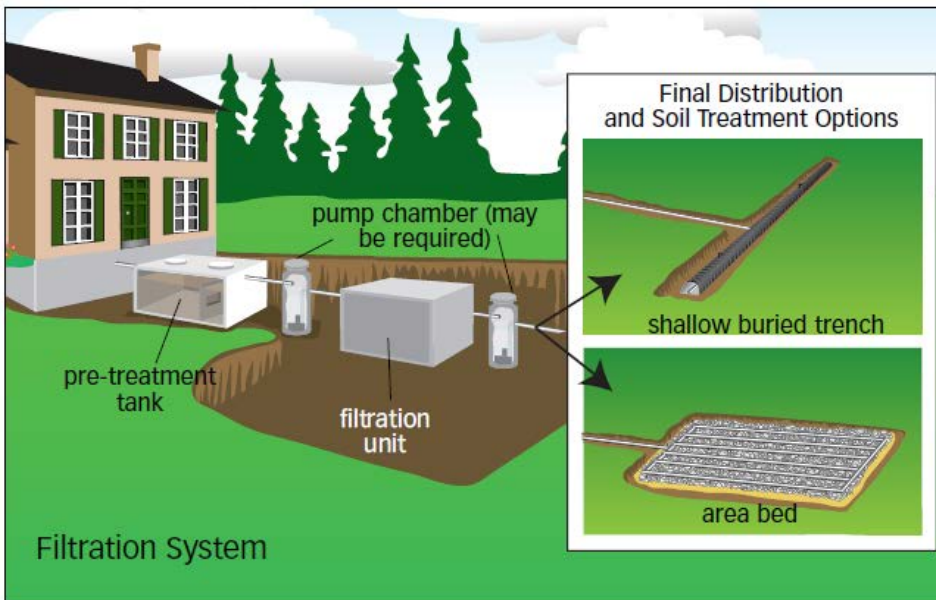 Final Distribution
and Soil Treatment Options
pump chamber (may
be required)
shallow buried trench
pre-treatment
tank
filtration
unit
area bed
Filtration System